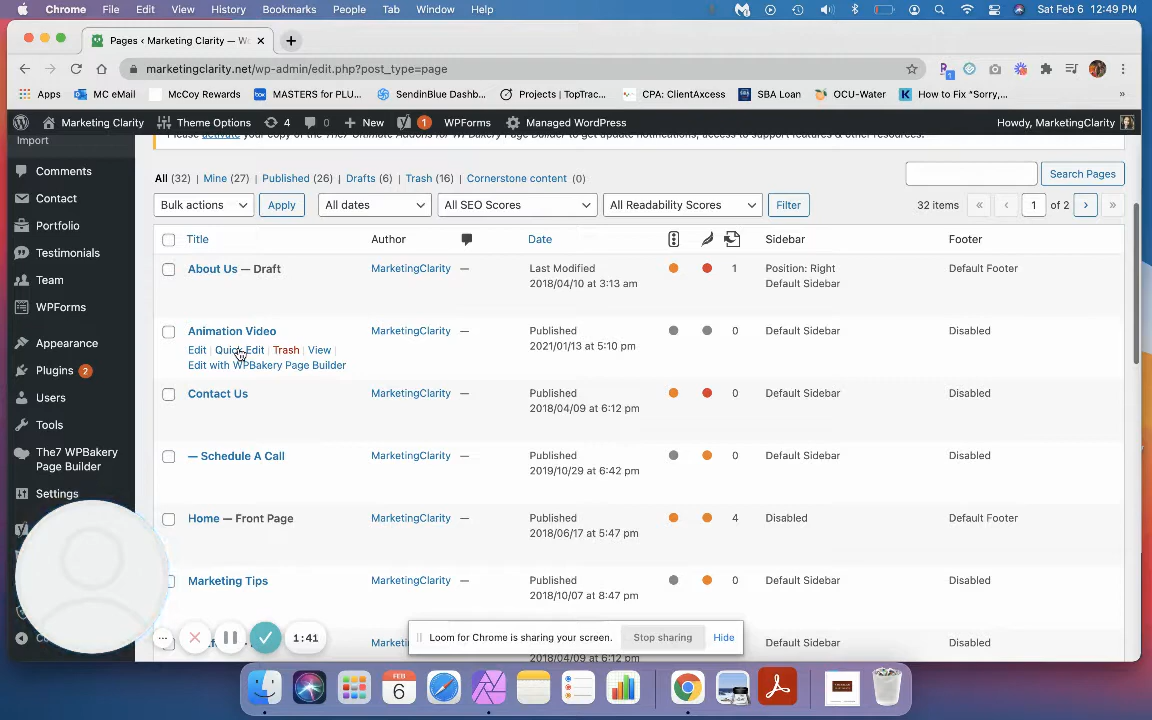 Chrome File Edit View History Bookmarks People Tab Window Help Sat Feb 6 12:49 PM
Pages ‹ Marketing Clarity — Wo
marketingclarity.net/wp-admin/edit.php?post_type=page
Apps MC eMail McCoy Rewards MASTERS for PLU... SendinBlue Dashb... Projects | TopTrac... CPA: ClientAxcess SBA Loan OCU-Water How to Fix “Sorry,... »
Marketing Clarity Theme Options 4 0 New 1 WPForms Managed WordPress Howdy, MarketingClarity
Import
activate your copy of the The7 Ultimate Addons for WPBakery Page Builder to get update notifications, access to support features & other resources.
Comments
Contact
Portfolio
Testimonials
Team
WPForms
Appearance
Plugins 2
Users
Tools
The7 WPBakery
Page Builder
Settings
All (32) Mine (27) | Published (26) | Drafts (6) | Trash (16) | Cornerstone content (0)
Search Pages
Bulk actions Apply All dates All SEO Scores All Readability Scores Filter 32 items « ‹ 1 of 2 › »
Title Author Date Sidebar Footer
About Us — Draft MarketingClarity — Last Modified 1 Position: Right Default Footer
2018/04/10 at 3:13 am Default Sidebar
Animation Video MarketingClarity — Published 0 Default Sidebar Disabled
2021/01/13 at 5:10 pm
Edit | Quick Edit | Trash | View |
Edit with WPBakery Page Builder
Contact Us MarketingClarity — Published 0 Default Sidebar Disabled
2018/04/09 at 6:12 pm
— Schedule A Call MarketingClarity — Published 0 Default Sidebar Disabled
2019/10/29 at 6:42 pm
Home — Front Page MarketingClarity — Published 4 Disabled Default Footer
2018/06/17 at 5:47 pm
Marketing Tips MarketingClarity — Published 0 Default Sidebar Disabled
2018/10/07 at 8:47 pm
1:41
Loom for Chrome is sharing your screen. Stop sharing Hide
FEB
6